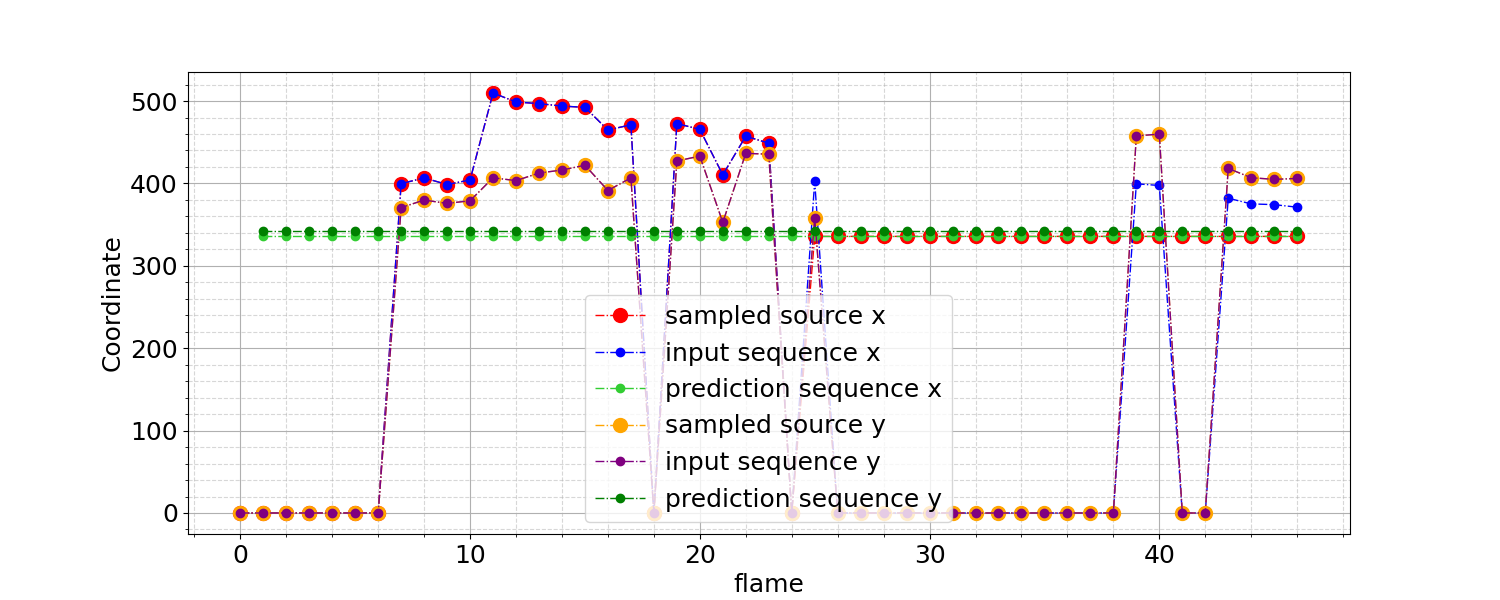 500
400
300
200
100
0
Coordinate
sampled source x
input sequence x
prediction sequence x
sampled source y
input sequence y
prediction sequence y
0 10 20 30 40
flame